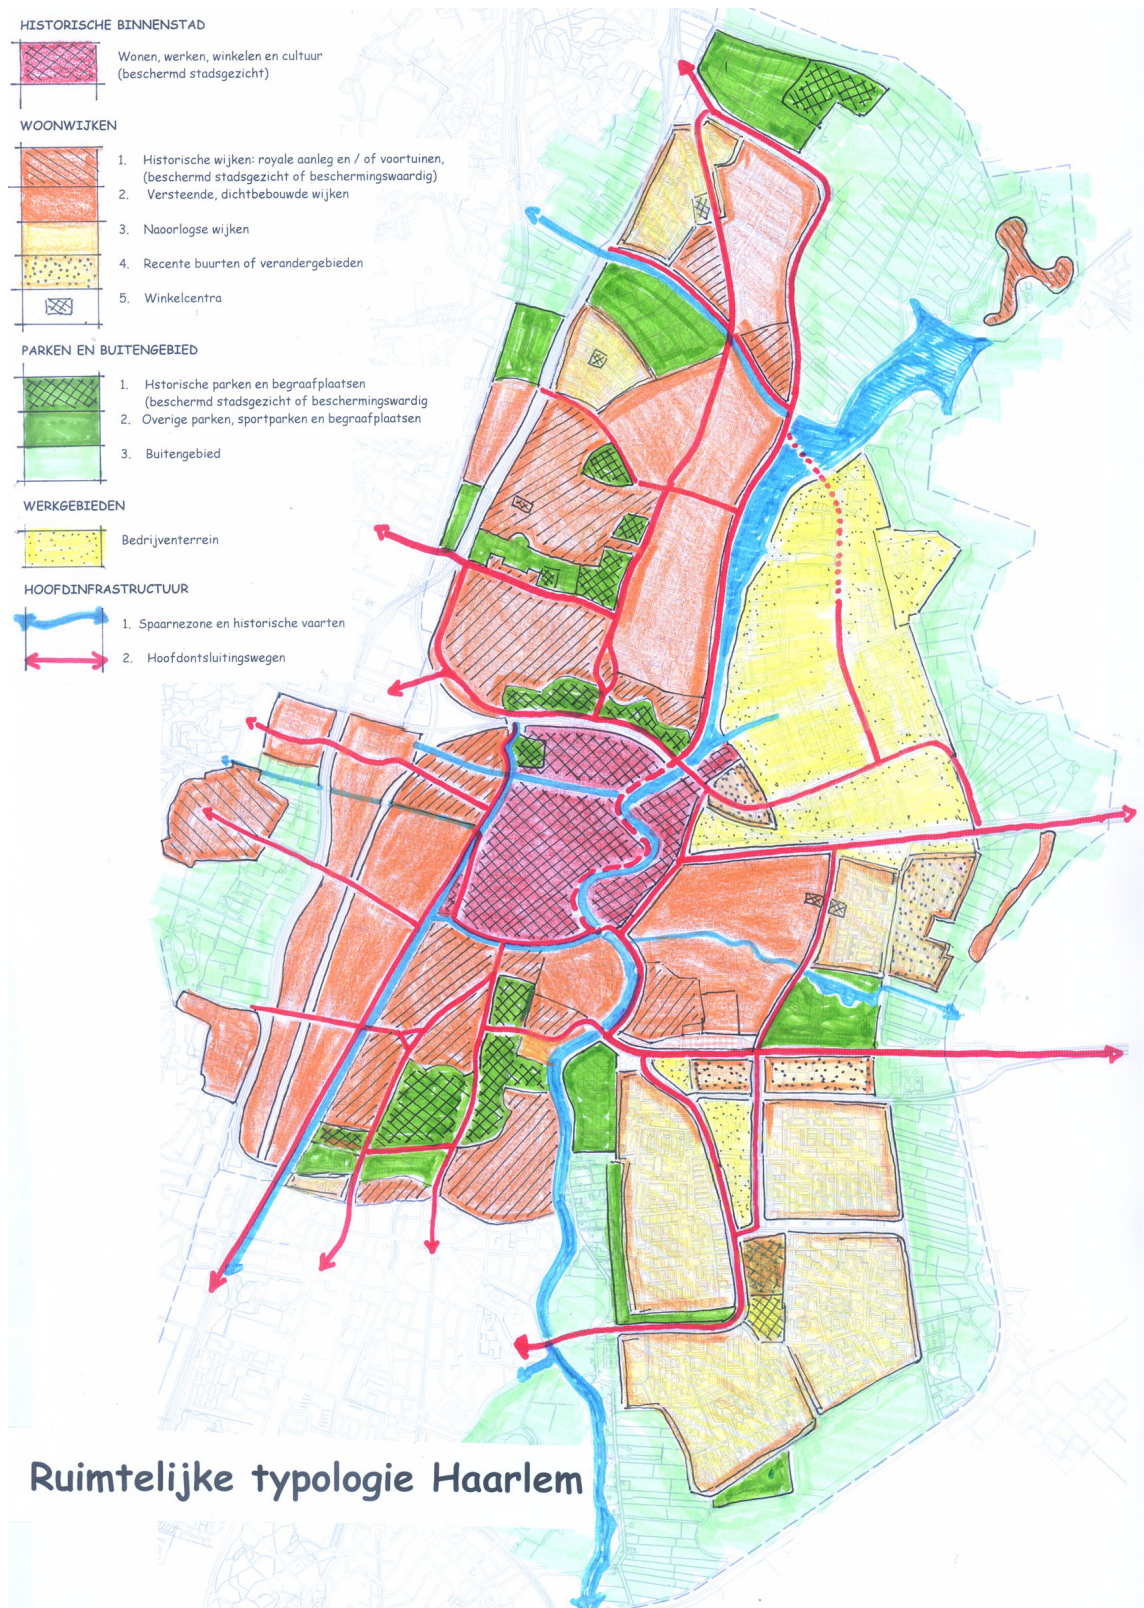 HISTORISCHE BINNENSTAD
Wonen, werken, winkelen en cultuur
(beschermd stadsgezicht)
WOONWIJKEN
1. Historische wijken: royale aanleg en / of voortuinen,
(beschermd stadsgezicht of beschermingswaardig)
2. Versteende, dichtbebouwde wijken
3. Naoorlogse wijken
4. Recente buurten of verandergebieden
5. Winkelcentra
PARKEN EN BUITENGEBIED
1. Hstorische parken en begraafplaatsen
(beschermd stadsgezicht of beschermingswardig
2. Overige parken, sportparken en begraafplaatsen
3. Buitengebied
WERKGEBIEDEN
Bedrijventerrein
HOOFDINFRASTRUCTUUR
1. Spaarnezone en historische vaarten
2. Hoofdontsluitingswegen
Ruimtelijke typologie Haarlem